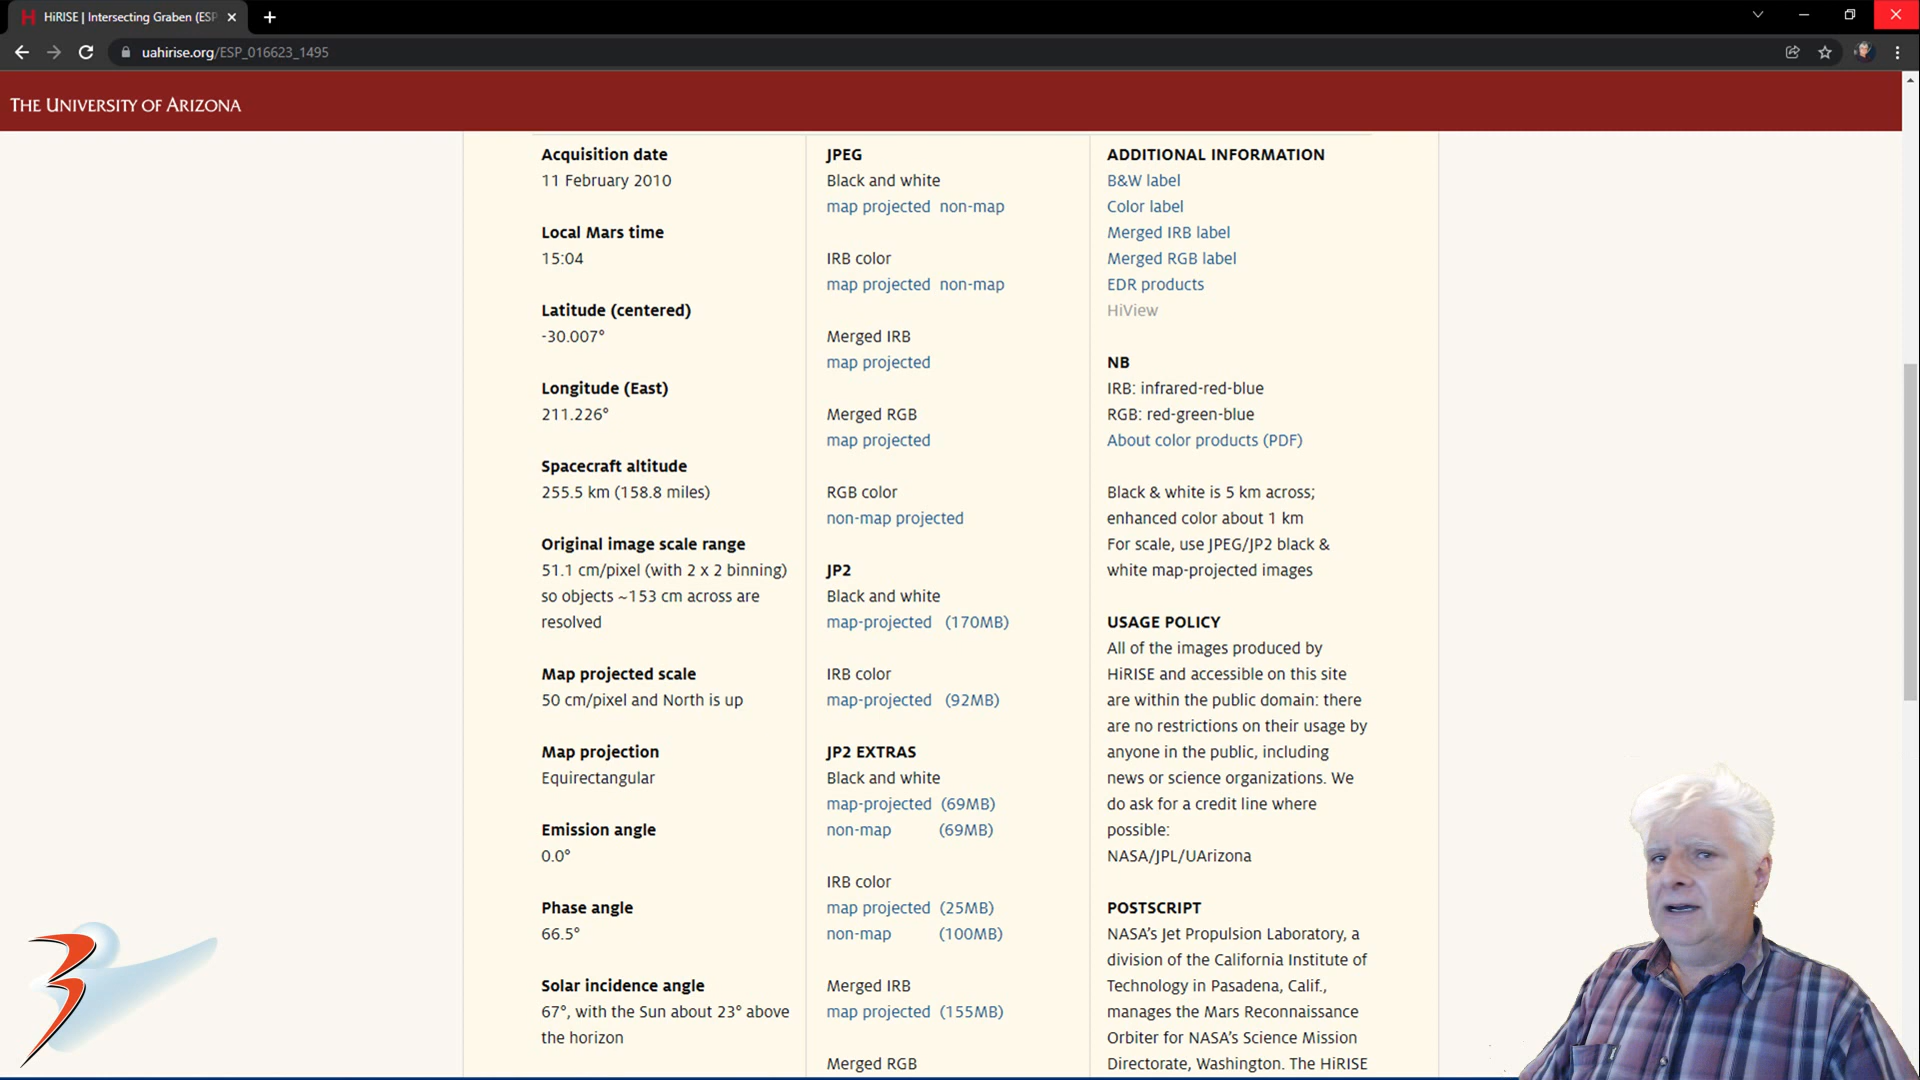 HiRISE | Intersecting Graben (ESP
uahirise.org/ESP_016623_1495
THE UNIVERSITY OF ARIZONA
Acquisition date
11 February 2010
Local Mars time
15:04
Latitude (centered)
-30.007°
Longitude (East)
211.226°
Spacecraft altitude
255.5 km (158.8 miles)
Original image scale range
51.1 cm/pixel (with 2 x 2 binning)
so objects ~153 cm across are
resolved
Map projected scale
50 cm/pixel and North is up
Map projection
Equirectangular
Emission angle
0.0°
Phase angle
66.5°
Solar incidence angle
67°, with the Sun about 23° above
the horizon
JPEG
Black and white
map projected non-map
IRB color
map projected non-map
Merged IRB
map projected
Merged RGB
map projected
RGB color
non-map projected
JP2
Black and white
map-projected (170MB)
IRB color
map-projected (92MB)
JP2 EXTRAS
Black and white
map-projected (69MB)
non-map (69MB)
IRB color
map projected (25MB)
non-map (100MB)
Merged IRB
map projected (155MB)
Merged RGB
ADDITIONAL INFORMATION
B&W label
Color label
Merged IRB label
Merged RGB label
EDR products
HiView
NB
IRB: infrared-red-blue
RGB: red-green-blue
About color products (PDF)
Black & white is 5 km across;
enhanced color about 1 km
For scale, use JPEG/JP2 black &
white map-projected images
USAGE POLICY
All of the images produced by
HiRISE and accessible on this site
are within the public domain: there
are no restrictions on their usage by
anyone in the public, including
news or science organizations. We
do ask for a credit line where
possible:
NASA/JPL/UArizona
POSTSCRIPT
NASA’s Jet Propulsion Laboratory, a
division of the California Institute of
Technology in Pasadena, Calif.,
manages the Mars Reconnaissance
Orbiter for NASA’s Science Mission
Directorate, Washington. The HiRISE